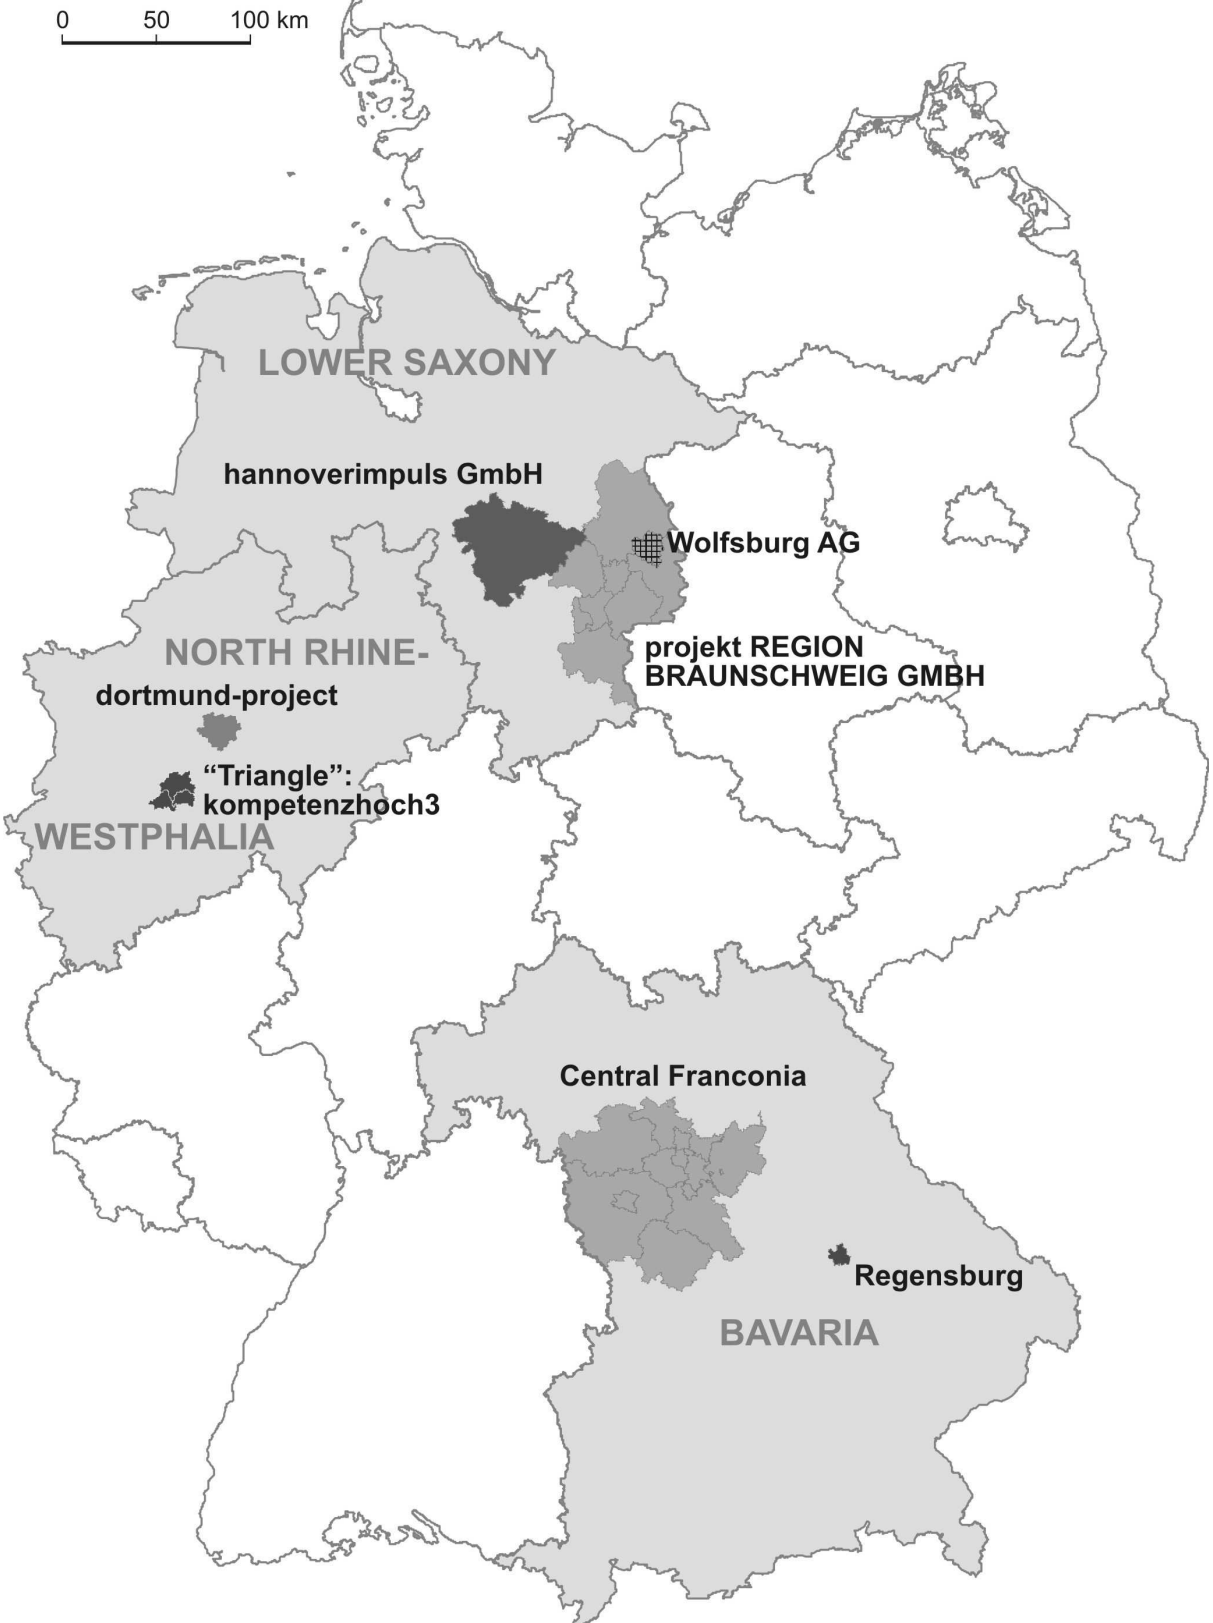 0 50 100 km
LOWER SAXONY
hannoverimpuls GmbH
Wolfsburg AG
projekt REGION
BRAUNSCHWEIG GMBH
NORTH RHINE-
dortmund-project
“Triangle”:
kompetenzhoch3
WESTPHALIA
Central Franconia
Regensburg
BAVARIA